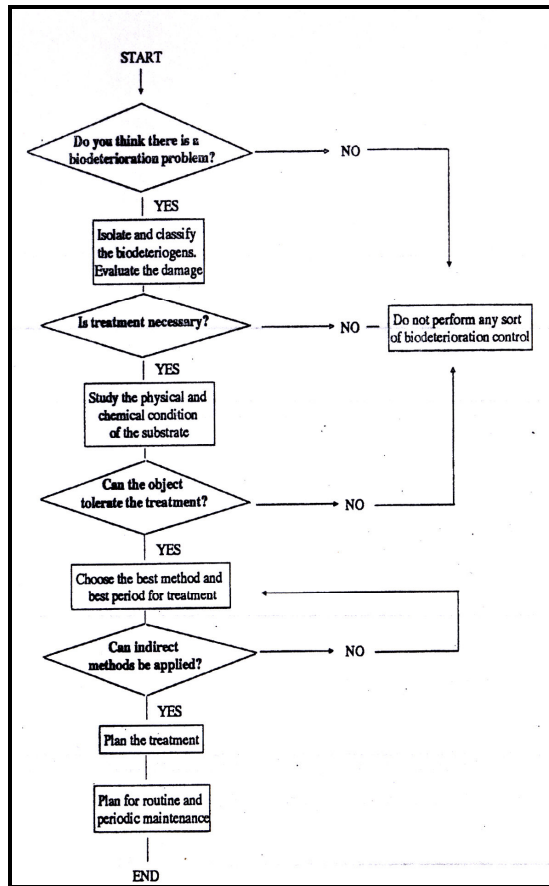 START
Do you think there is a
biodeterioration problem?
NO
YES
Isolate and classify
the biodeteriogens.
Evaluate the damage
Is treatment necessary?
NO
Do not perform any sort
of biodeterioration control
YES
Study the physical and
chemical condition
of the substrate
Can the object
tolerate the treatment?
NO
YES
Choose the best method and
best period for treatment
Can indirect
methods be applied?
NO
YES
Plan the treatment
Plan for routine and
periodic maintenance
END